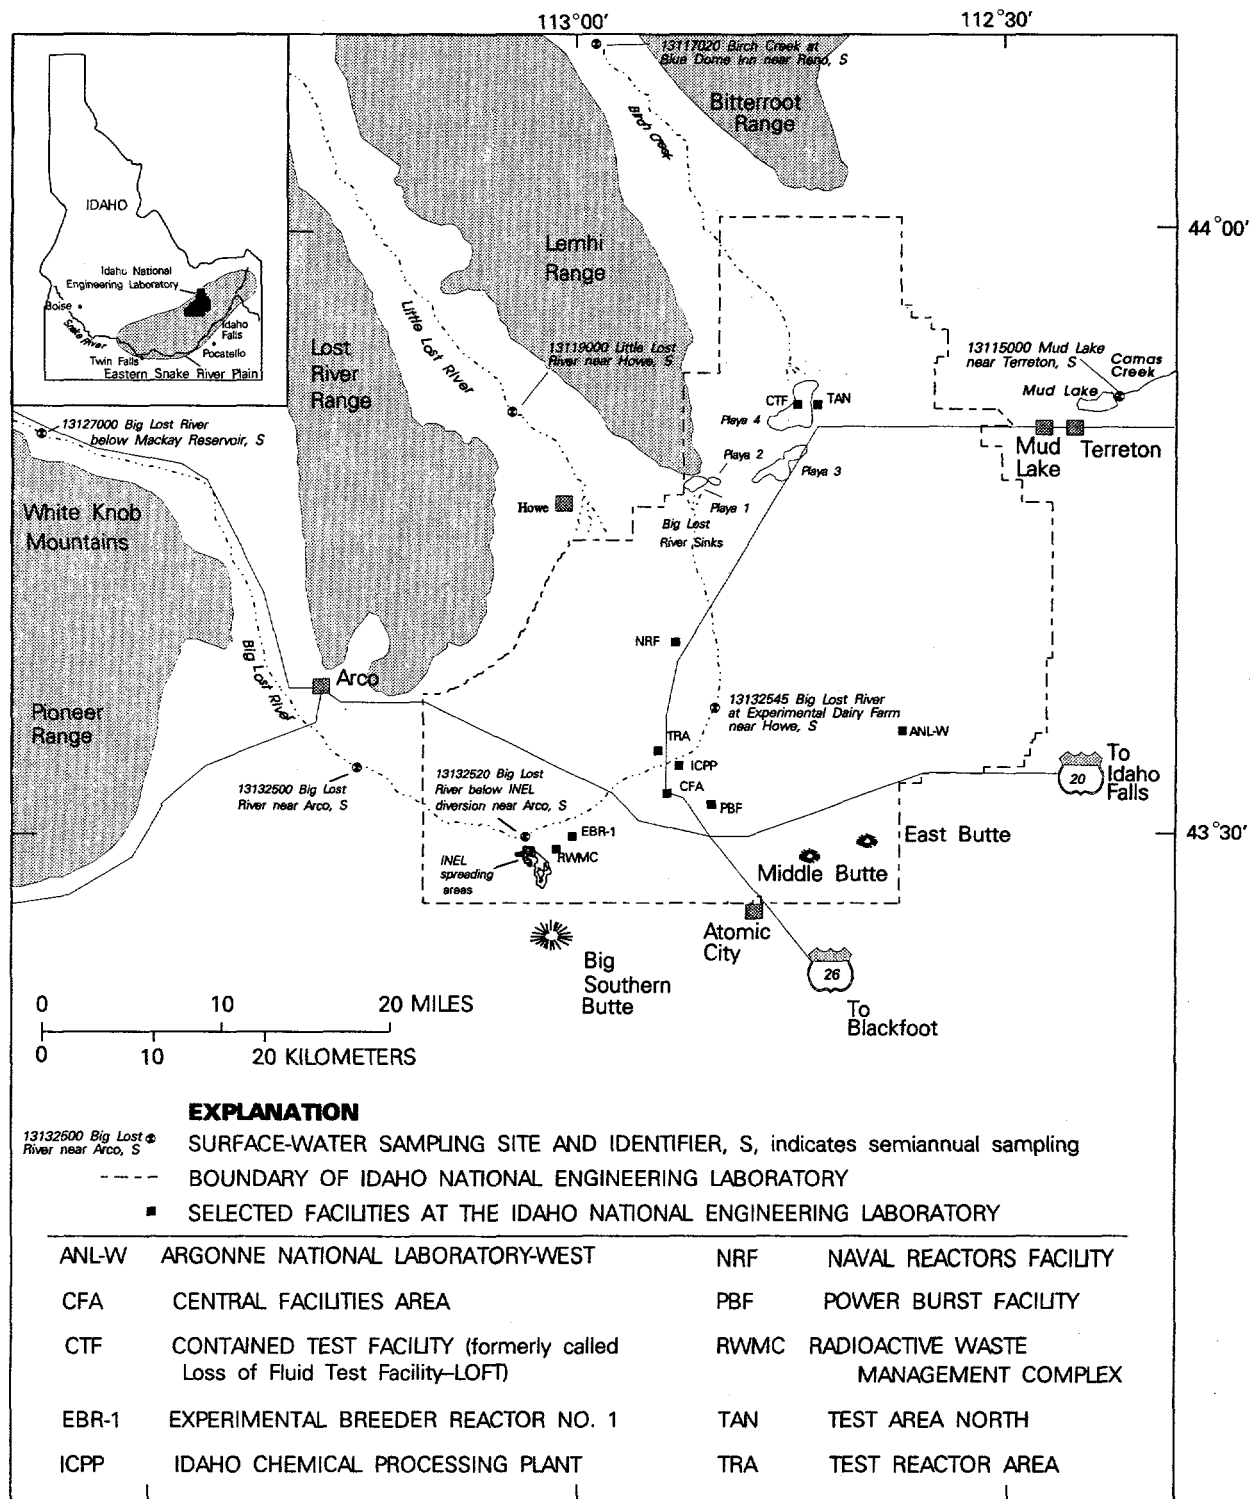 113°00'
112°30'
13117020 Birch Creek at
Blue Dome Inn near Reno, S
Bitterroot
Range
Birch Creek
IDAHO
Idaho National
Engineering Laboratory
Boise
Snake River
Idaho
Falls
Pocatello
Twin Falls
Eastern Snake River Plain
44°00'
Lemhi
Range
Little Lost River
Lost
River
Range
13119000 Little Lost
River near Howe, S
13115000 Mud Lake
near Terreton, S
Camas
Creek
Mud Lake
CTF
TAN
Playa 4
13127000 Big Lost River
below Mackay Reservoir, S
Mud
Lake
Terreton
Playa 2
Playa 3
Playa 1
Howe
Big Lost
River Sinks
White Knob
Mountains
NRF
Big Lost River
Arco
Pioneer
Range
13132545 Big Lost River
at Experimental Dairy Farm
near Howe, S
ANL-W
TRA
ICPP
CFA
PBF
To
Idaho
Falls
20
13132500 Big Lost
River near Arco, S
13132520 Big Lost
River below INEL
diversion near Arco, S
EBR-1
RWMC
INEL
spreading
areas
43°30'
East Butte
Middle Butte
Atomic
City
Big
Southern
Butte
26
To
Blackfoot
0 10 20 MILES
0 10 20 KILOMETERS
EXPLANATION
13132500 Big Lost
River near Arco, S
SURFACE-WATER SAMPLING SITE AND IDENTIFIER, S, indicates semiannual sampling
BOUNDARY OF IDAHO NATIONAL ENGINEERING LABORATORY
SELECTED FACILITIES AT THE IDAHO NATIONAL ENGINEERING LABORATORY
ANL-W ARGONNE NATIONAL LABORATORY-WEST
NRF NAVAL REACTORS FACILITY
CFA CENTRAL FACILITIES AREA
PBF POWER BURST FACILITY
CTF CONTAINED TEST FACILITY (formerly called
Loss of Fluid Test Facility-LOFT)
RWMC RADIOACTIVE WASTE
MANAGEMENT COMPLEX
EBR-1 EXPERIMENTAL BREEDER REACTOR NO. 1
TAN TEST AREA NORTH
ICPP IDAHO CHEMICAL PROCESSING PLANT
TRA TEST REACTOR AREA